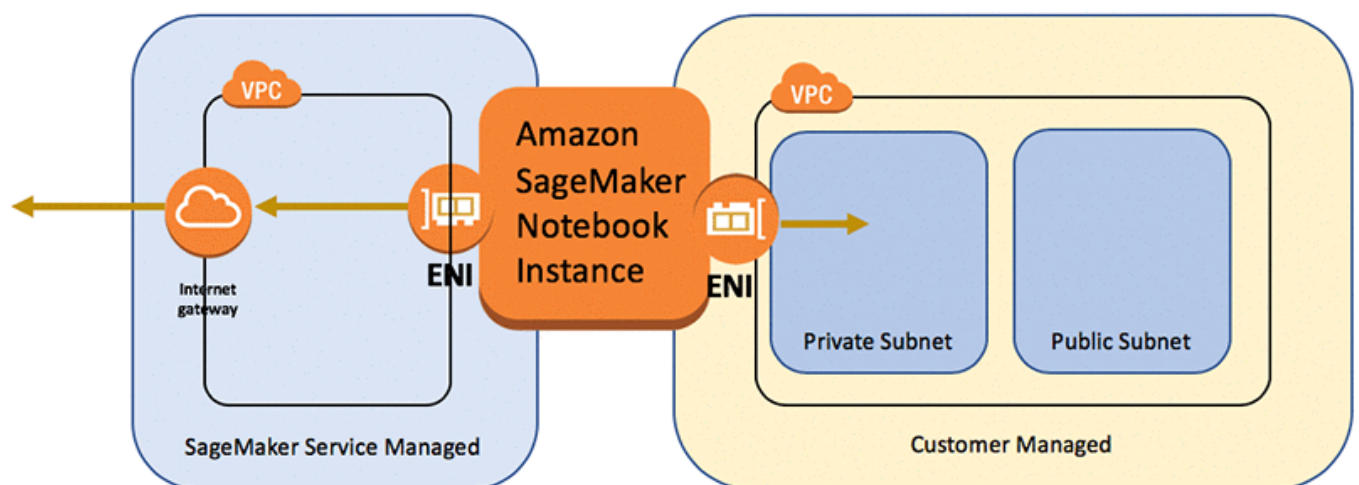 VPC
VPC
Amazon
SageMaker
Notebook
Instance
ENI
ENI
Internet
gateway
Private Subnet
Public Subnet
SageMaker Service Managed
Customer Managed